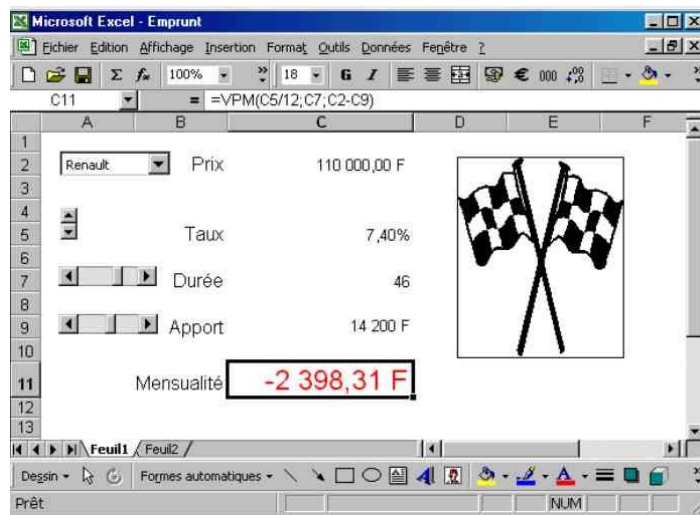 Microsoft Excel - Emprunt
Fichier Edition Affichage Insertion Format Outils Données Fenêtre ?
Σ fx 100% » 18 G I € 000 ,00 »
C11 = =VPM(C5/12;C7;C2-C9)
A B C D E F
1
2 Renault Prix 110 000,00 F
3
4
5 Taux 7,40%
6
7 Durée 46
8
9 Apport 14 200 F
10
11 Mensualité -2 398,31 F
12
13
Feuil1 Feuil2
Dessin Formes automatiques A A »
Prêt NUM